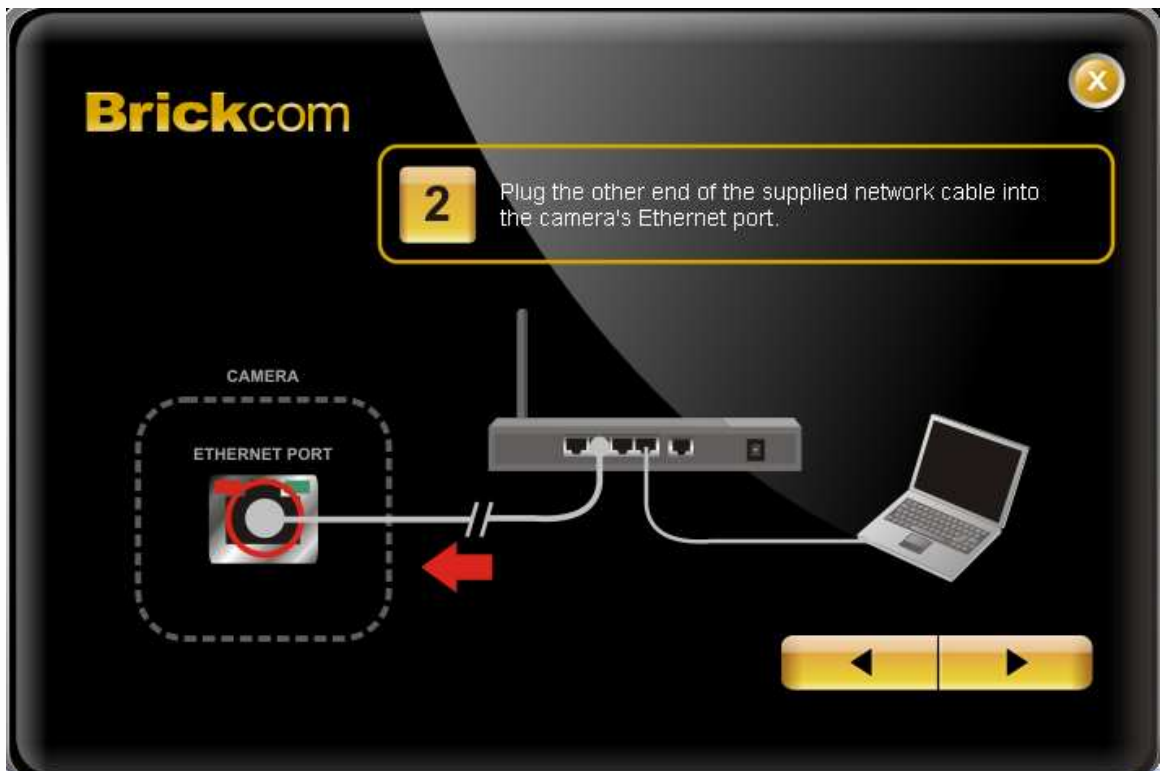 Brickcom
X
2
Plug the other end of the supplied network cable into
the camera's Ethernet port.
CAMERA
ETHERNET PORT